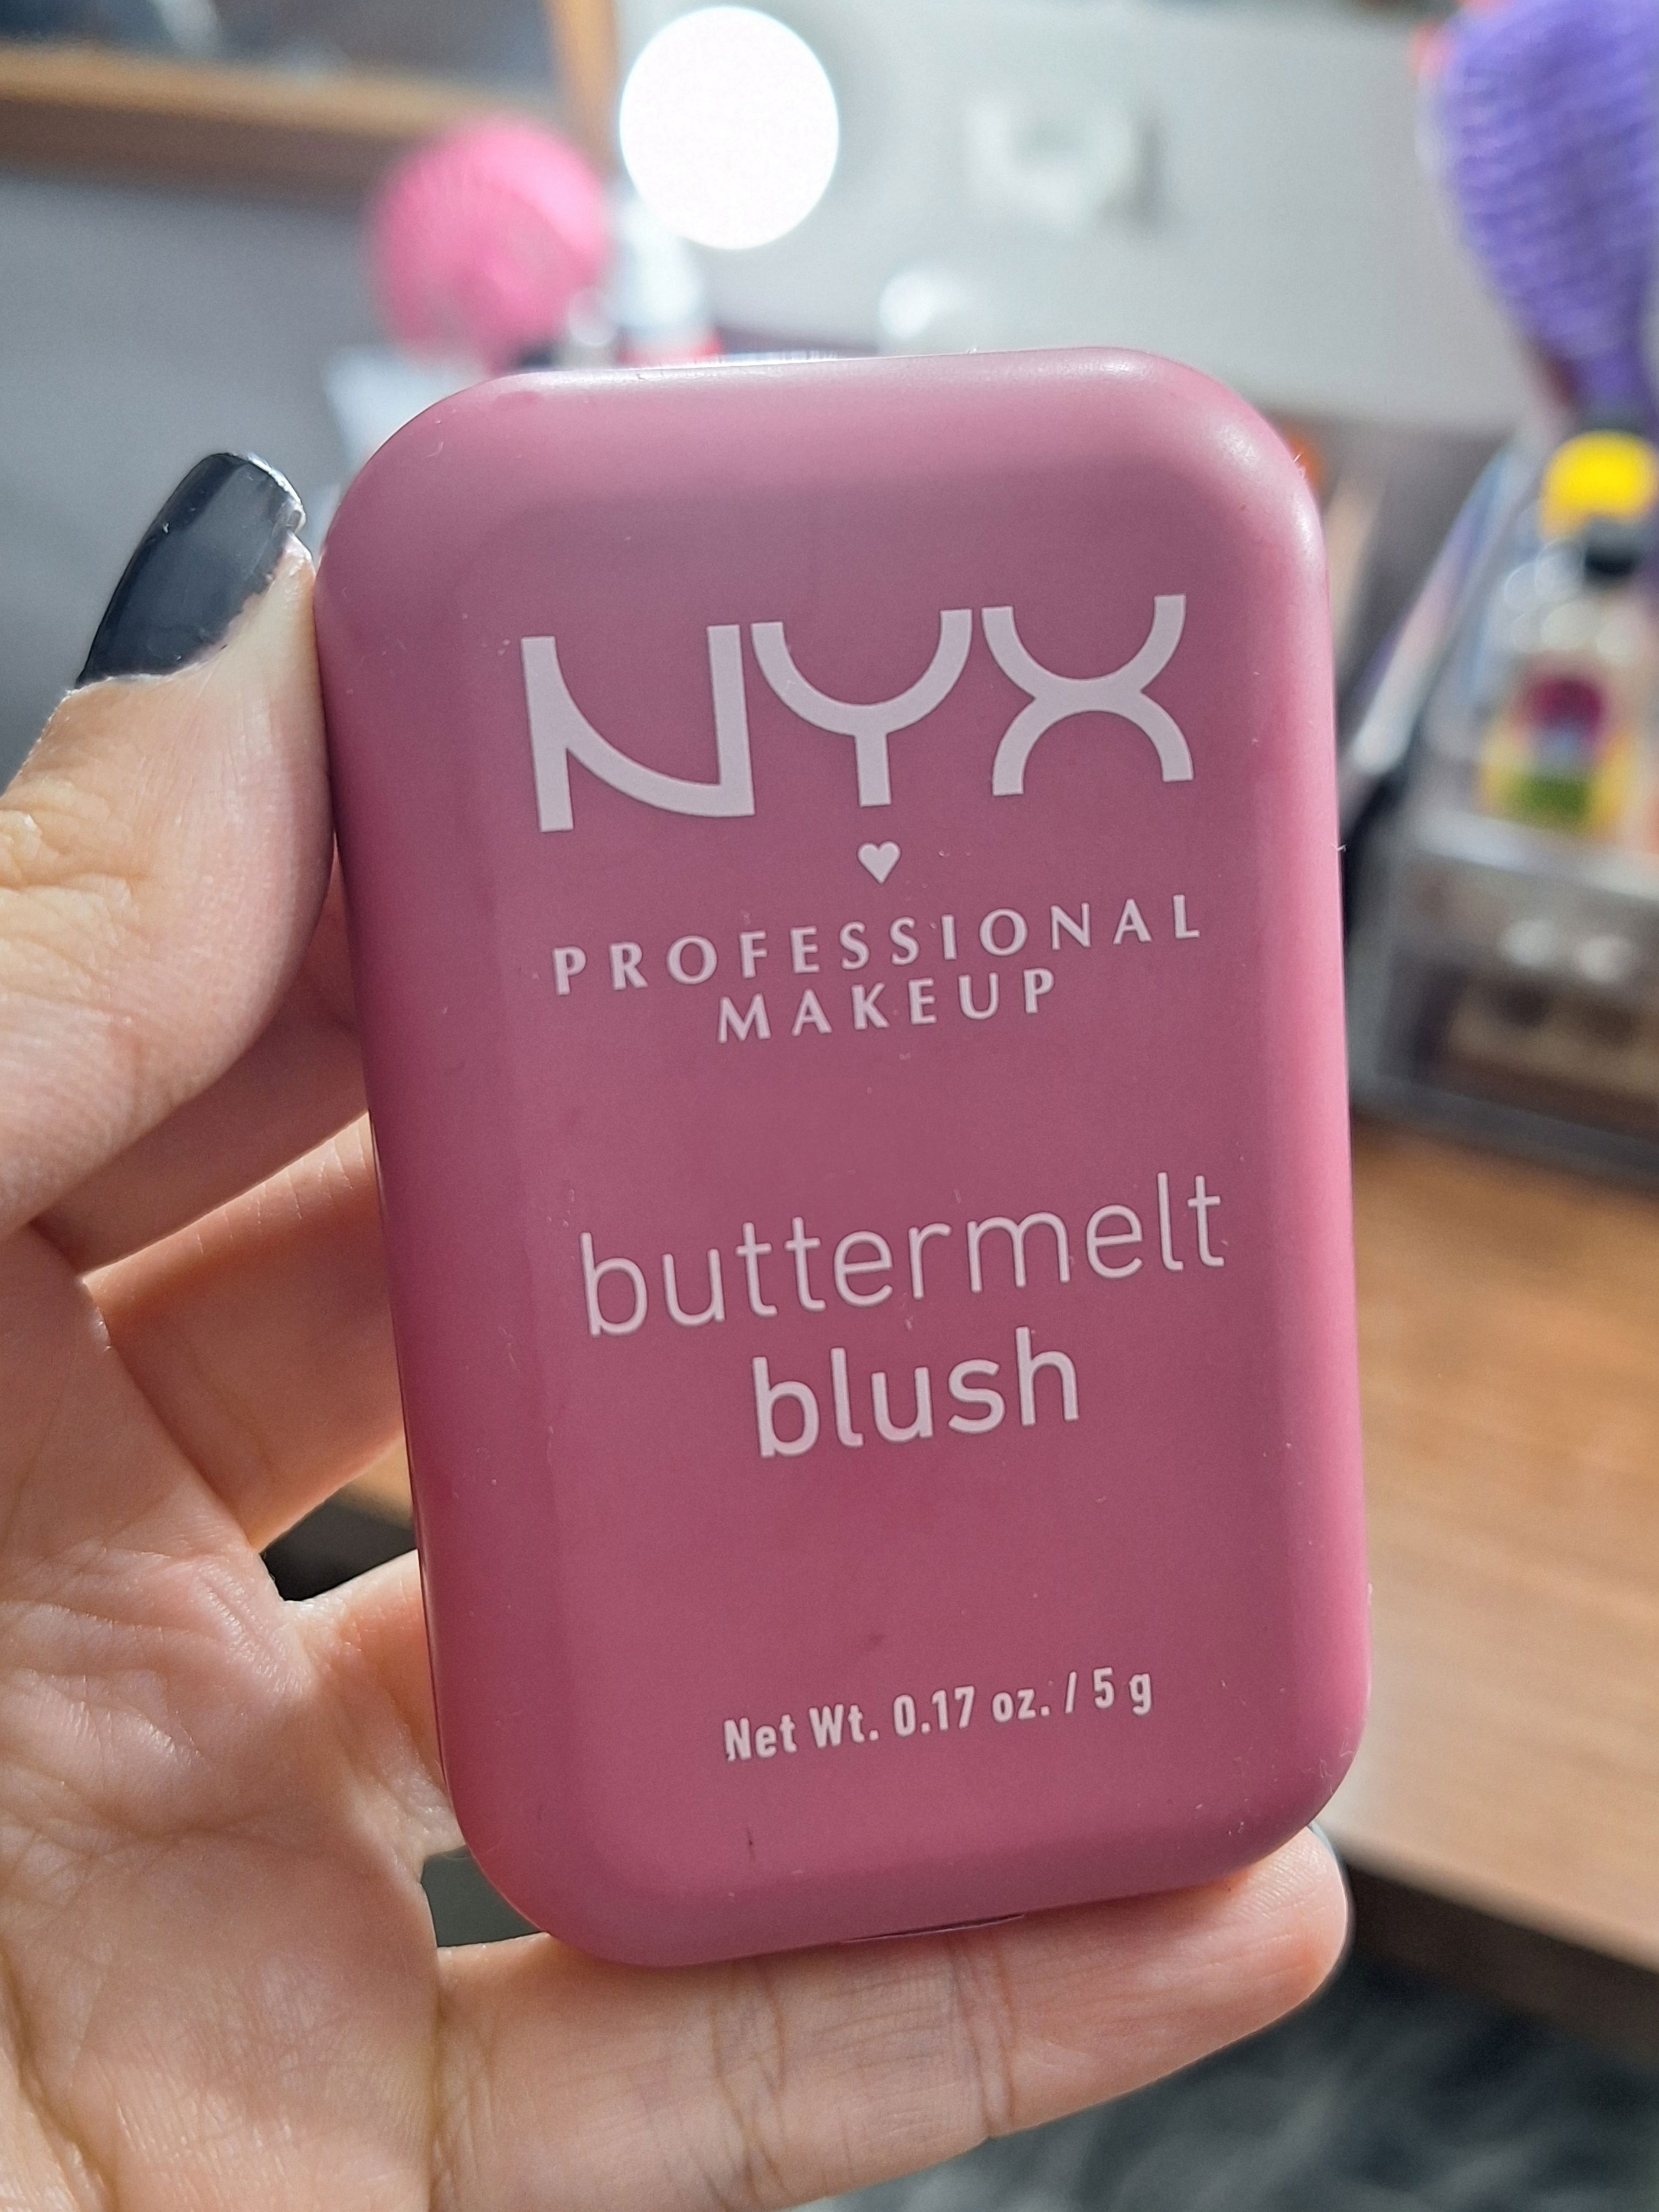 NYX
PROFESSIONAL
MAKEUP
buttermelt
blush
Net Wt. 0.17 oz. / 5 g